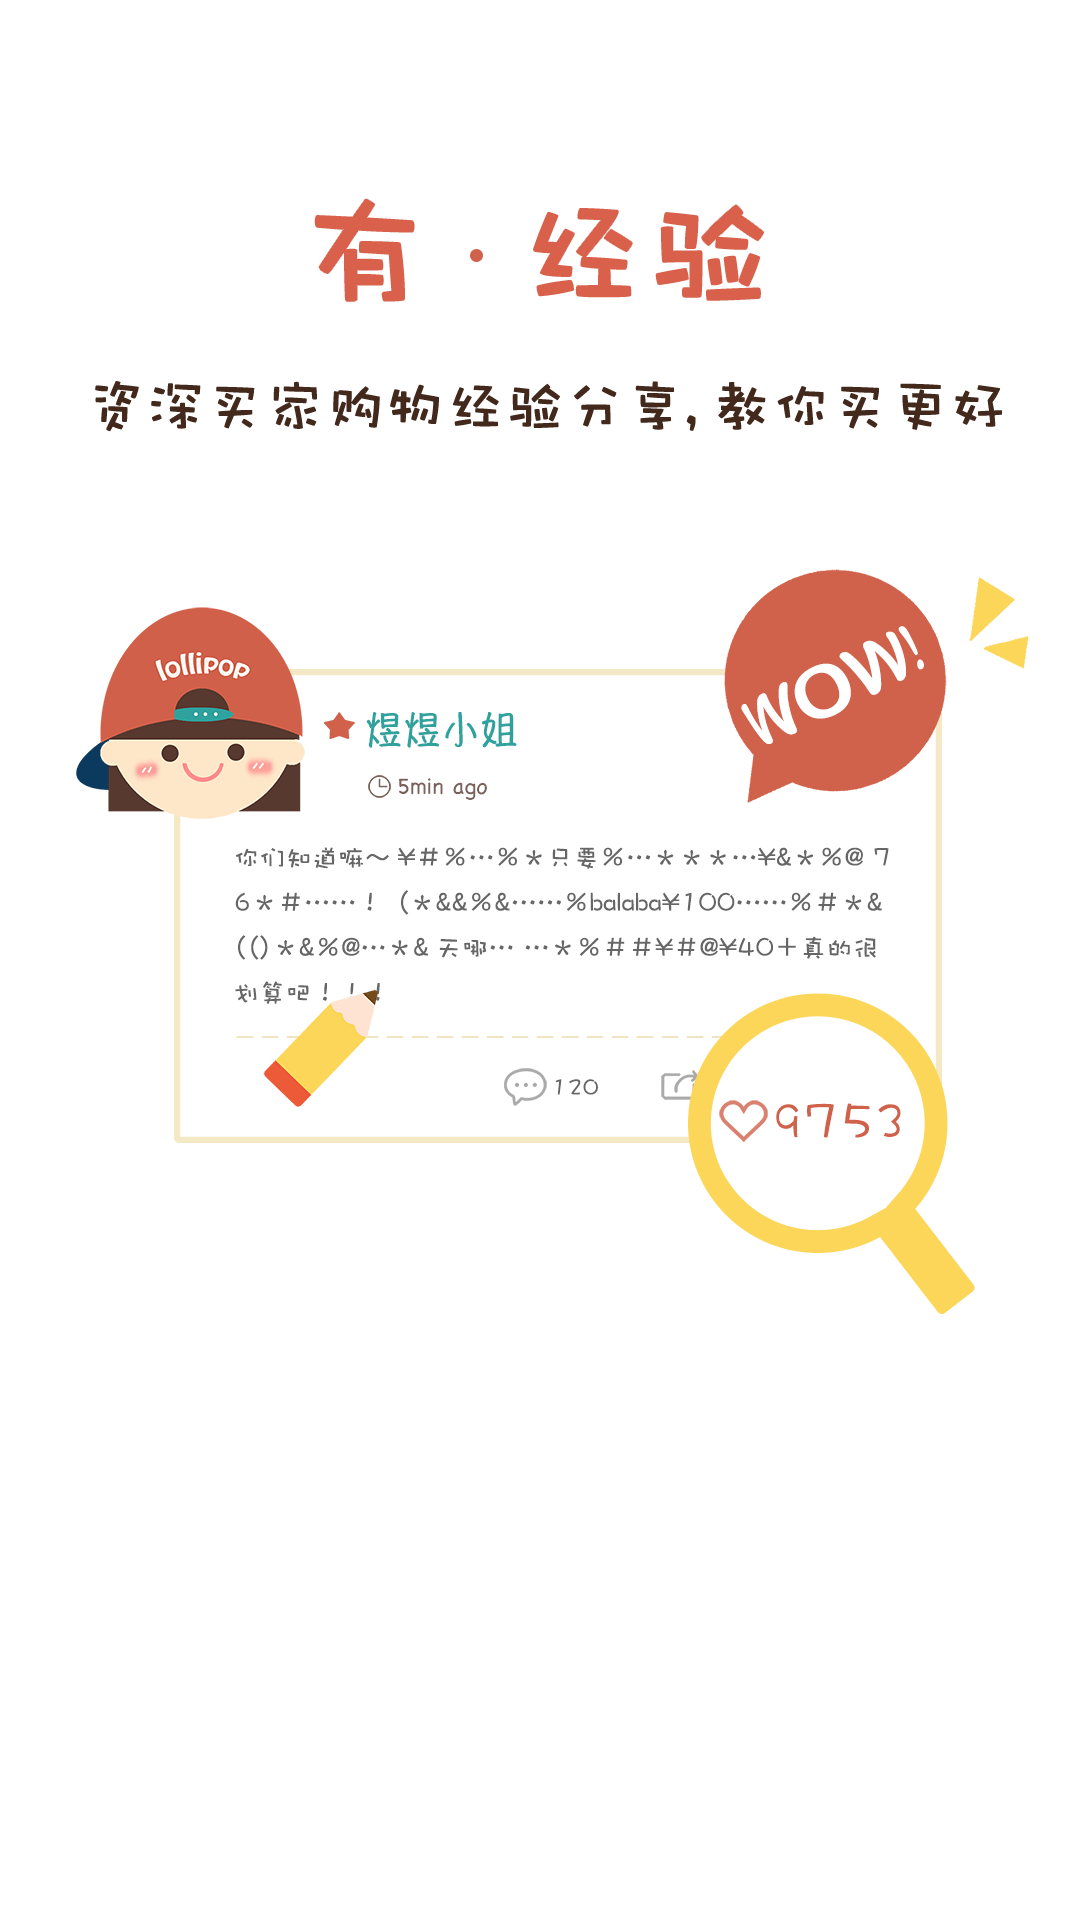 有·经验
资深买家购物经验分享,教你买更好
WOW!
lollipop
煜煜小姐
5min ago
你们知道嘛～¥#%…%*只要%…***…¥&*%@7
6*#……！(*&&%&……%balaba¥100……%#*&
(()*&%@…*&天哪… …*%##¥#@¥40+真的很
划算吧！！！
120
9753